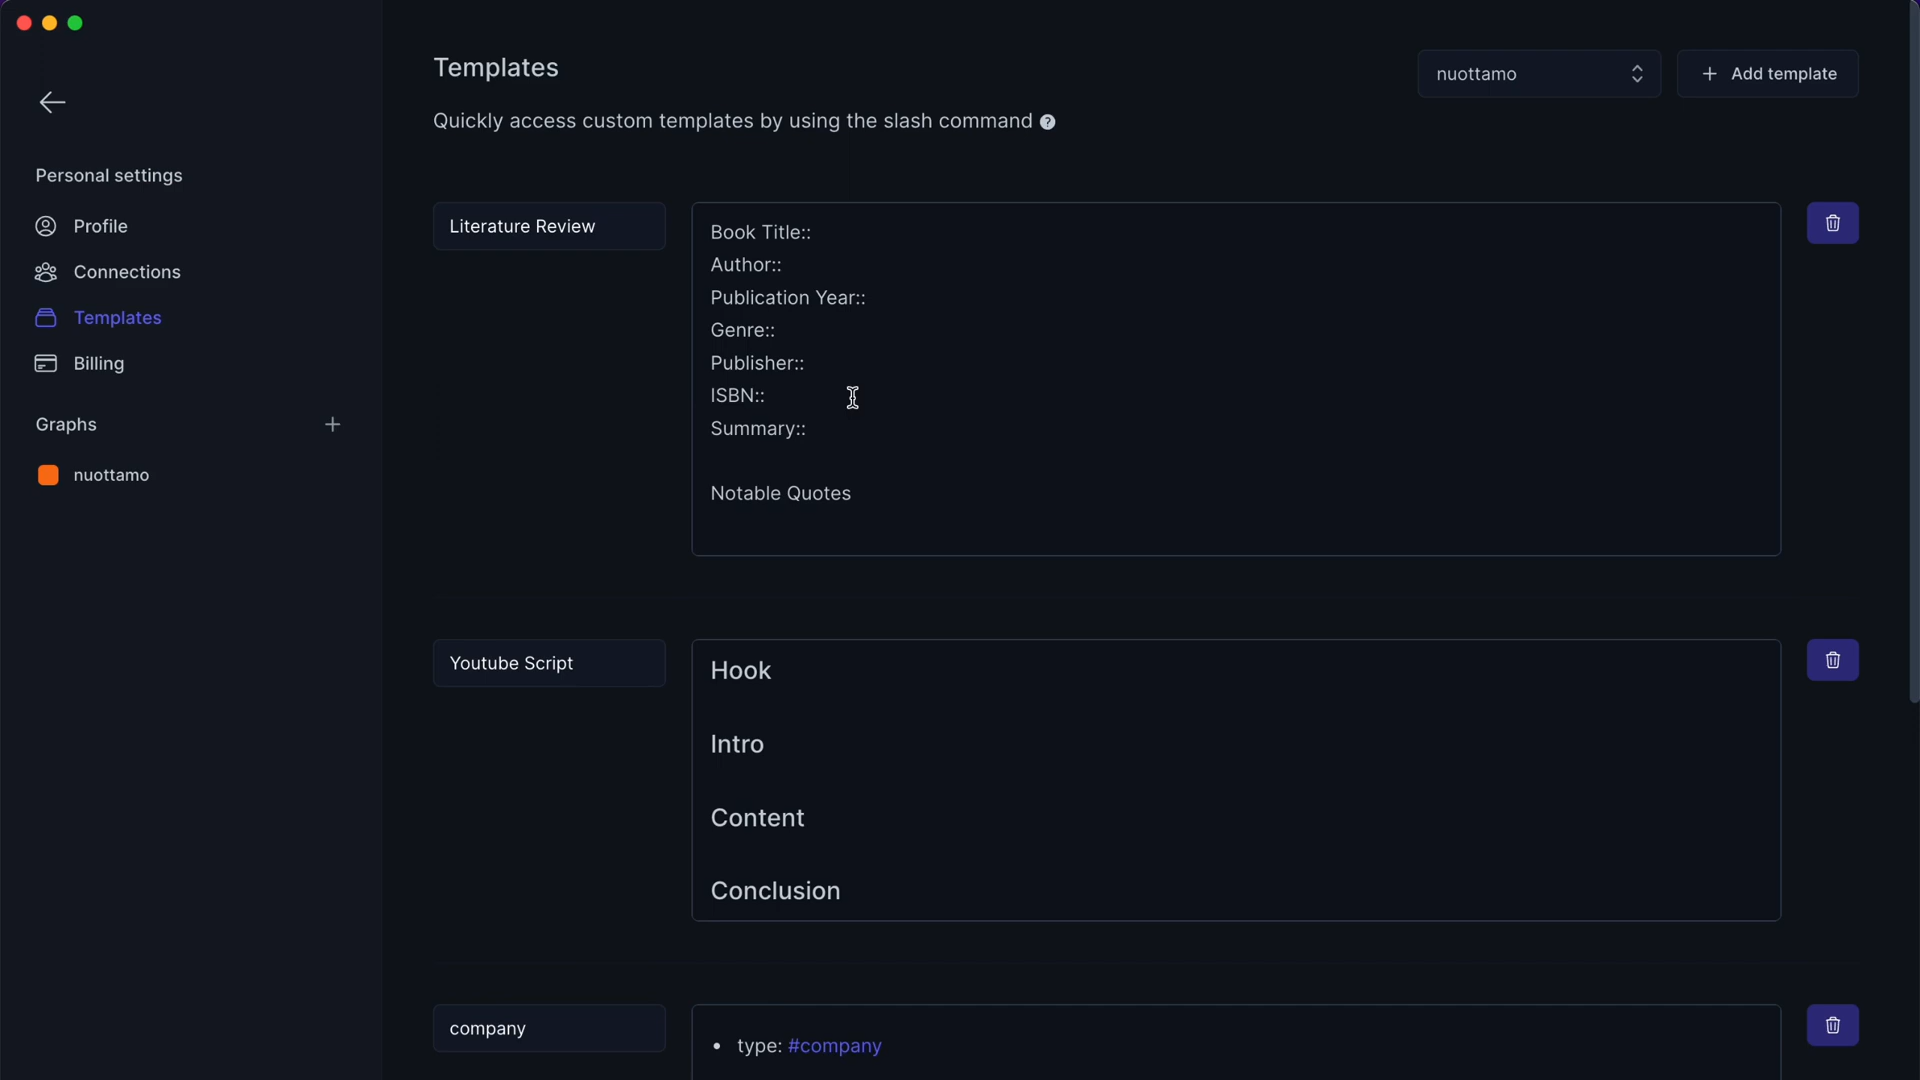 Templates
nuottamo
Add template
Quickly access custom templates by using the slash command
Personal settings
Profile
Connections
Templates
Billing
Graphs
nuottamo
Literature Review
Book Title::
Author::
Publication Year::
Genre::
Publisher::
ISBN::
Summary::
Notable Quotes
Youtube Script
Hook
Intro
Content
Conclusion
company
• type: #company